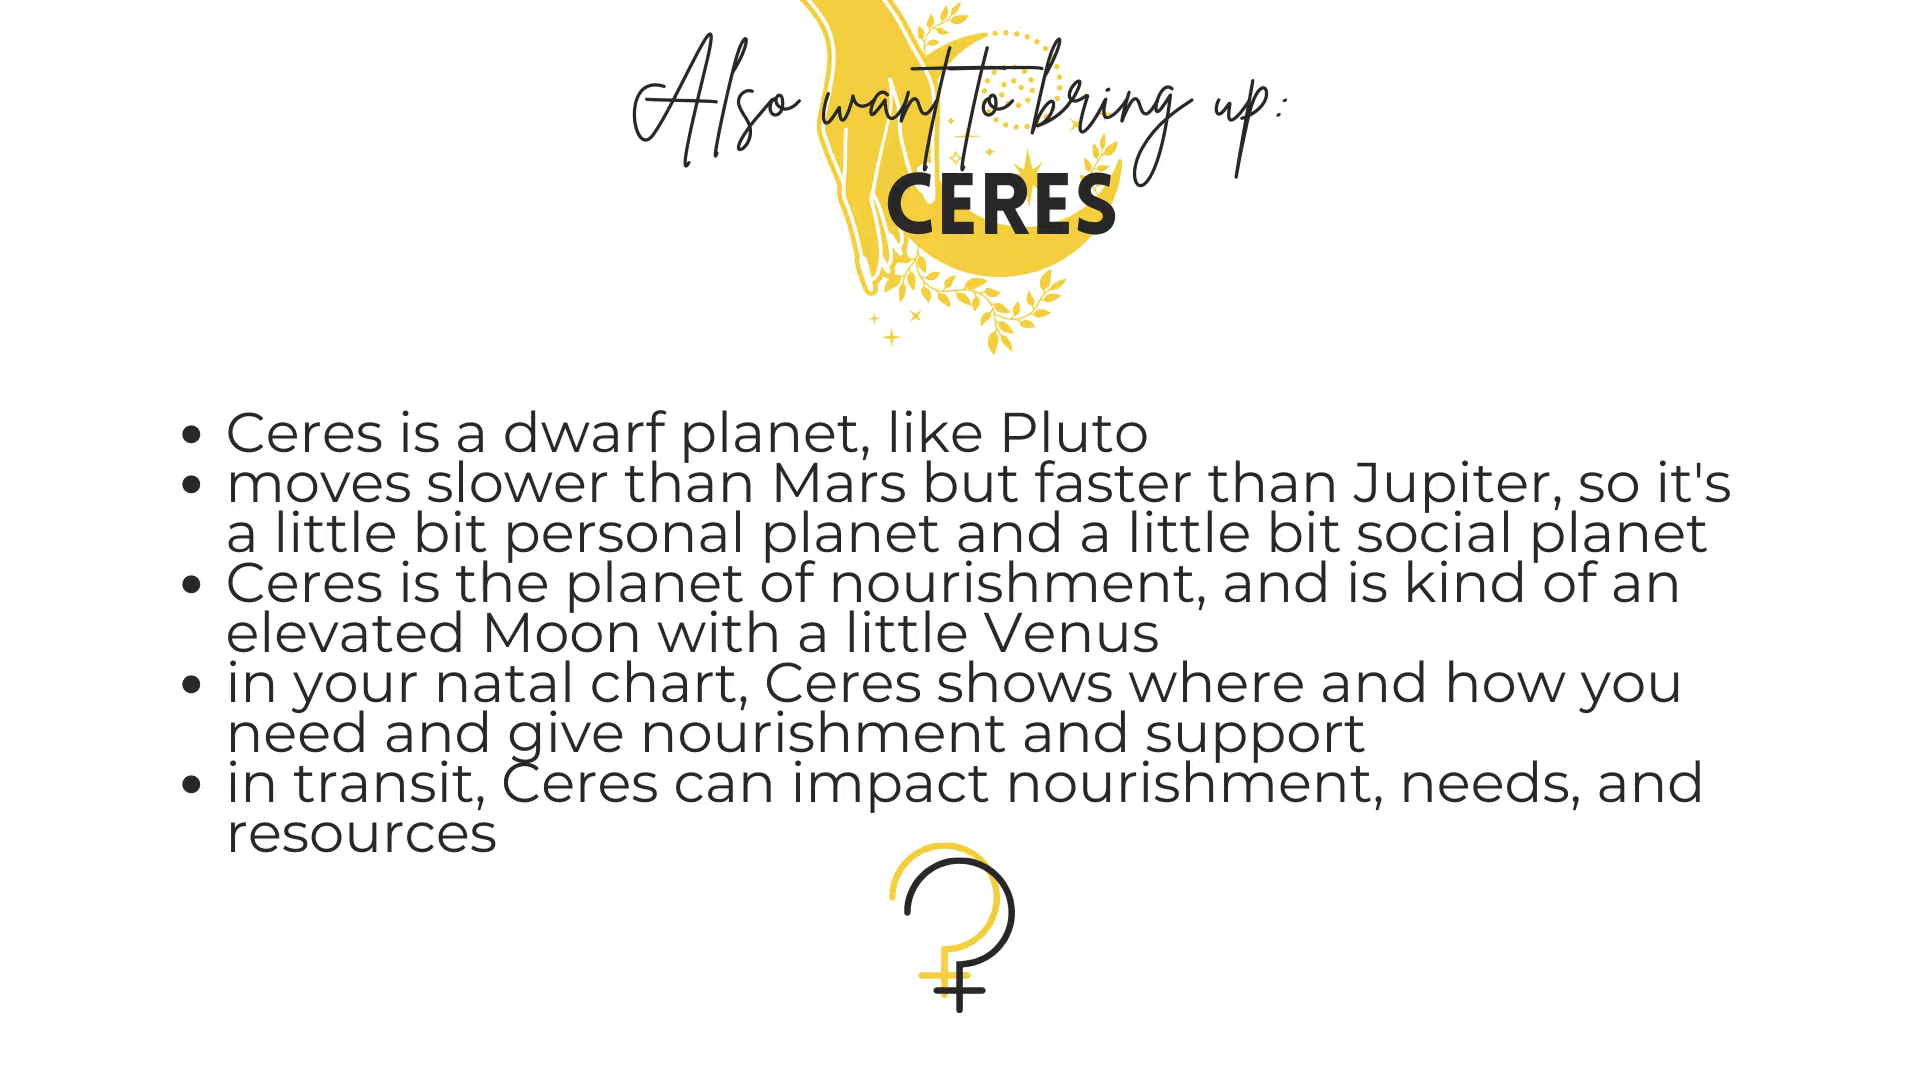 Also want to bring up:
CERES
• Ceres is a dwarf planet, like Pluto
• moves slower than Mars but faster than Jupiter, so it's
a little bit personal planet and a little bit social planet
• Ceres is the planet of nourishment, and is kind of an
elevated Moon with a little Venus
• in your natal chart, Ceres shows where and how you
need and give nourishment and support
• in transit, Ceres can impact nourishment, needs, and
resources